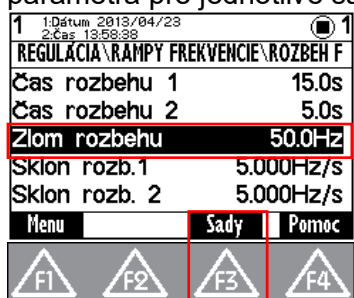 1 1:Dátum 2013/04/23 1
2:Čas 13:58:38
REGULÁCIA\RAMPY FREKVENCIE\ROZBEH F
Čas rozbehu 1 15.0s
Čas rozbehu 2 5.0s
Zlom rozbehu 50.0Hz
Sklon rozb.1 5.000Hz/s
Sklon rozb. 2 5.000Hz/s
Menu Sady Pomoc
F1 F2 F3 F4